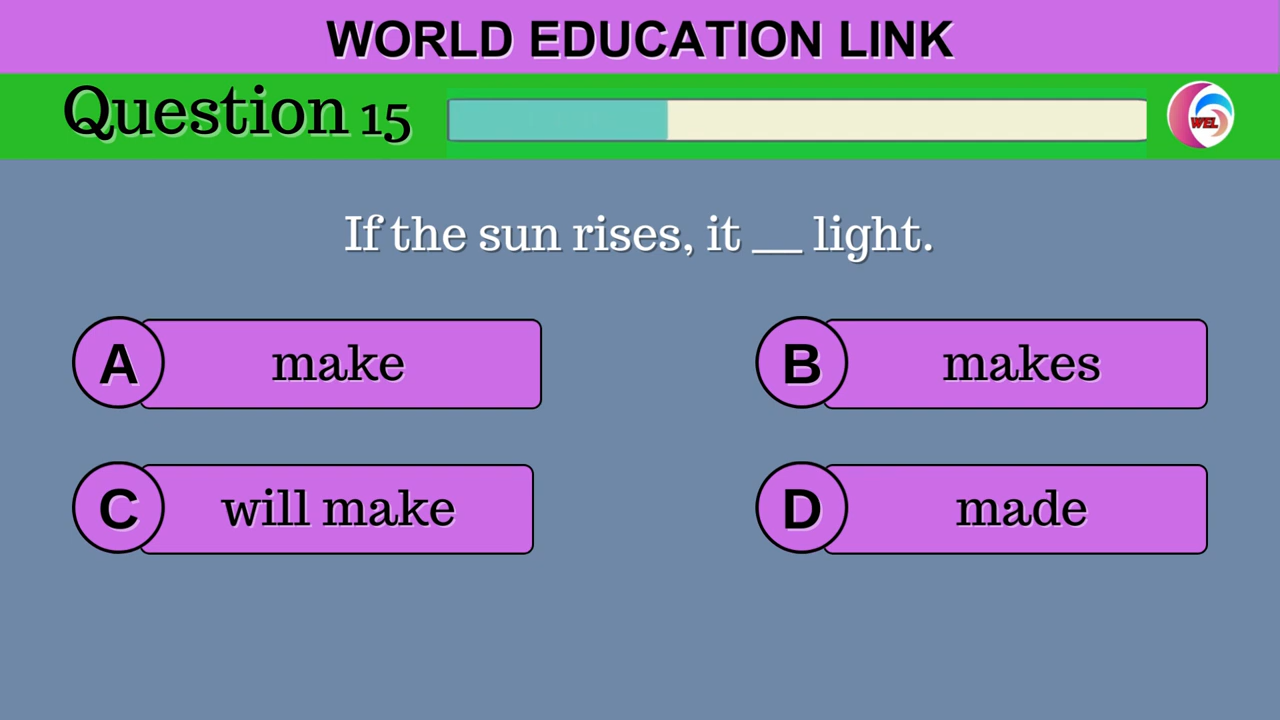 WORLD EDUCATION LINK
Question 15
WEL
If the sun rises, it __ light.
A make
B makes
C will make
D made